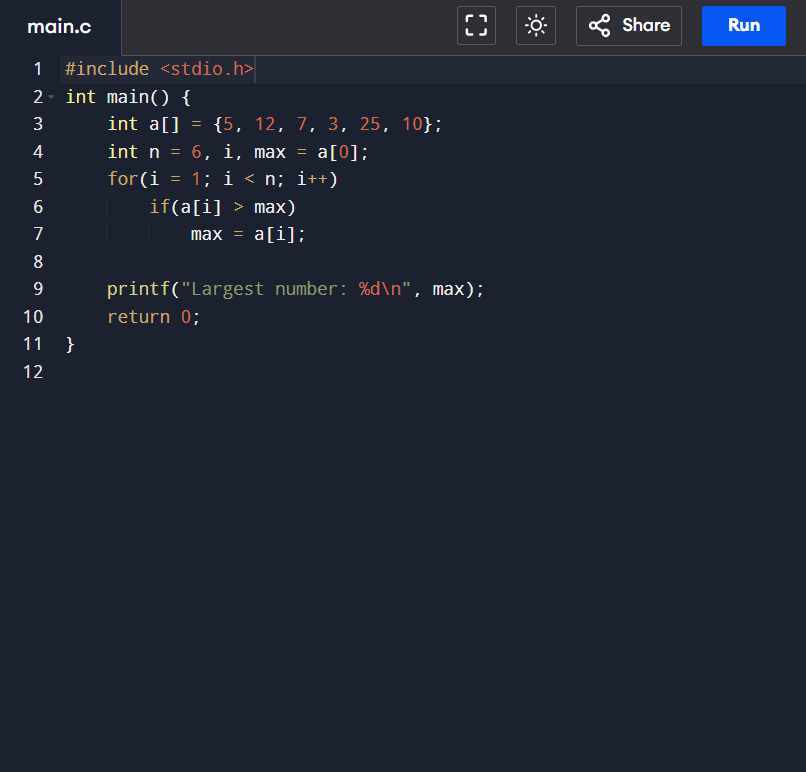 main.c Share Run
1 #include <stdio.h>
2 int main() {
3     int a[] = {5, 12, 7, 3, 25, 10};
4     int n = 6, i, max = a[0];
5     for(i = 1; i < n; i++)
6         if(a[i] > max)
7             max = a[i];
8
9     printf("Largest number: %d\n", max);
10     return 0;
11 }
12